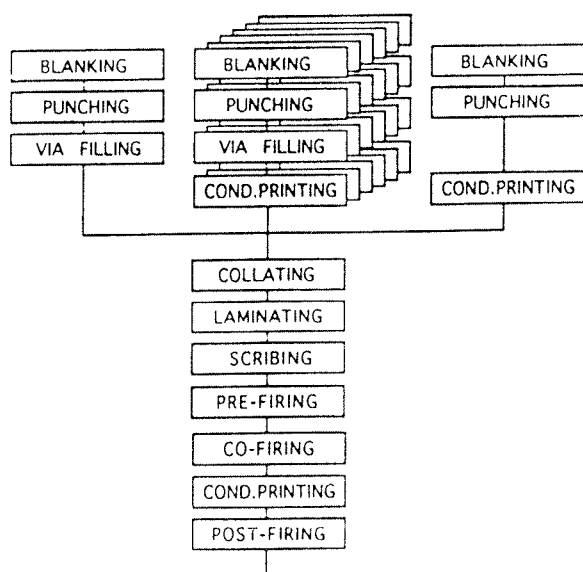 BLANKING
PUNCHING
VIA FILLING
BLANKING
PUNCHING
VIA FILLING
COND.PRINTING
BLANKING
PUNCHING
COND.PRINTING
COLLATING
LAMINATING
SCRIBING
PRE-FIRING
CO-FIRING
COND.PRINTING
POST-FIRING